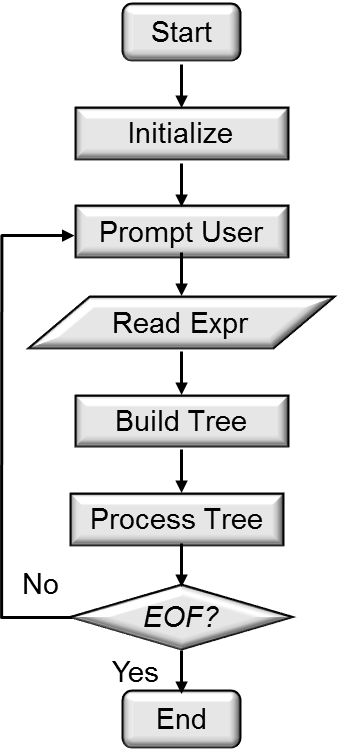 Start
Initialize
Prompt User
Read Expr
Build Tree
Process Tree
No
EOF?
Yes
End